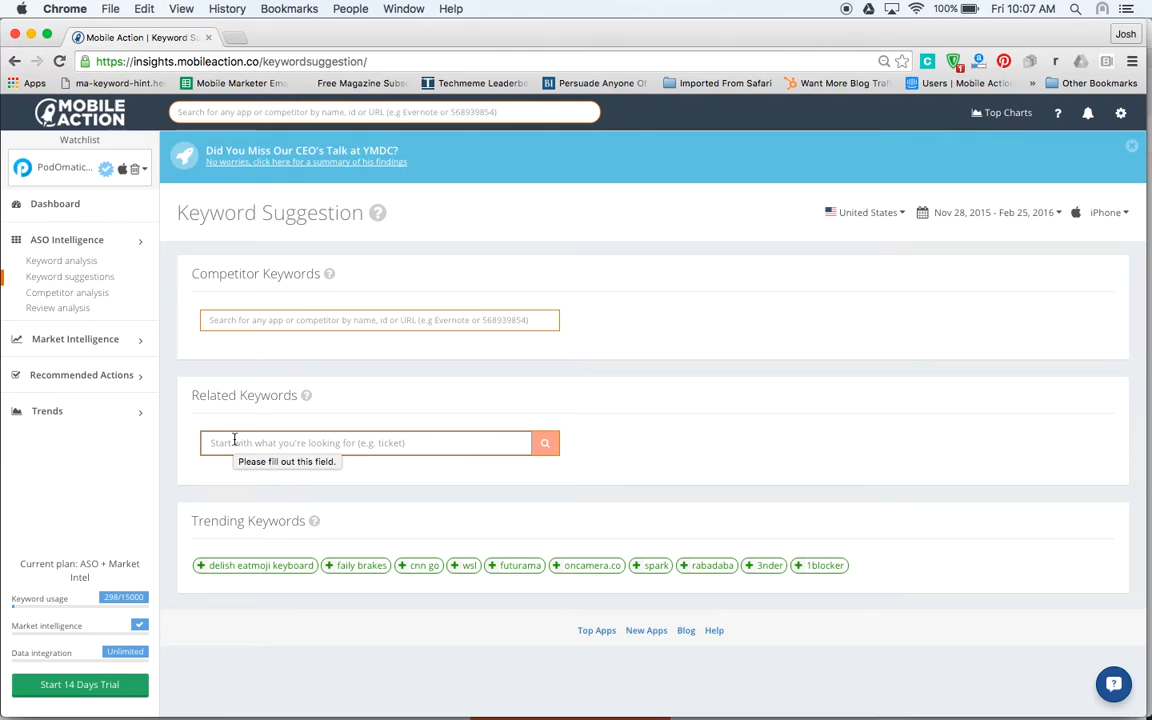 Chrome File Edit View History Bookmarks People Window Help 100% Fri 10:07 AM
Mobile Action | Keyword S Josh
https://insights.mobileaction.co/keywordsuggestion/
Apps ma-keyword-hint.he Mobile Marketer Em Free Magazine Subs Techmeme Leaderbo Persuade Anyone Of Imported From Safari Want More Blog Traf Users | Mobile Actio » Other Bookmarks
MOBILE ACTION
Search for any app or competitor by name, id or URL (e.g Evernote or 568939854)
Top Charts
Watchlist
PodOmatic...
Did You Miss Our CEO's Talk at YMDC?
No worries, click here for a summary of his findings
Dashboard
ASO Intelligence
Keyword analysis
Keyword suggestions
Competitor analysis
Review analysis
Market Intelligence
Recommended Actions
Trends
Keyword Suggestion
United States Nov 28, 2015 - Feb 25, 2016 iPhone
Competitor Keywords
Search for any app or competitor by name, id or URL (e.g Evernote or 568939854)
Related Keywords
Start with what you're looking for (e.g. ticket)
Please fill out this field.
Trending Keywords
delish eatmoji keyboard faily brakes cnn go wsl futurama oncamera.co spark rabadaba 3nder 1blocker
Current plan: ASO + Market
Intel
Keyword usage 298/15000
Market intelligence
Data integration Unlimited
Start 14 Days Trial
Top Apps New Apps Blog Help